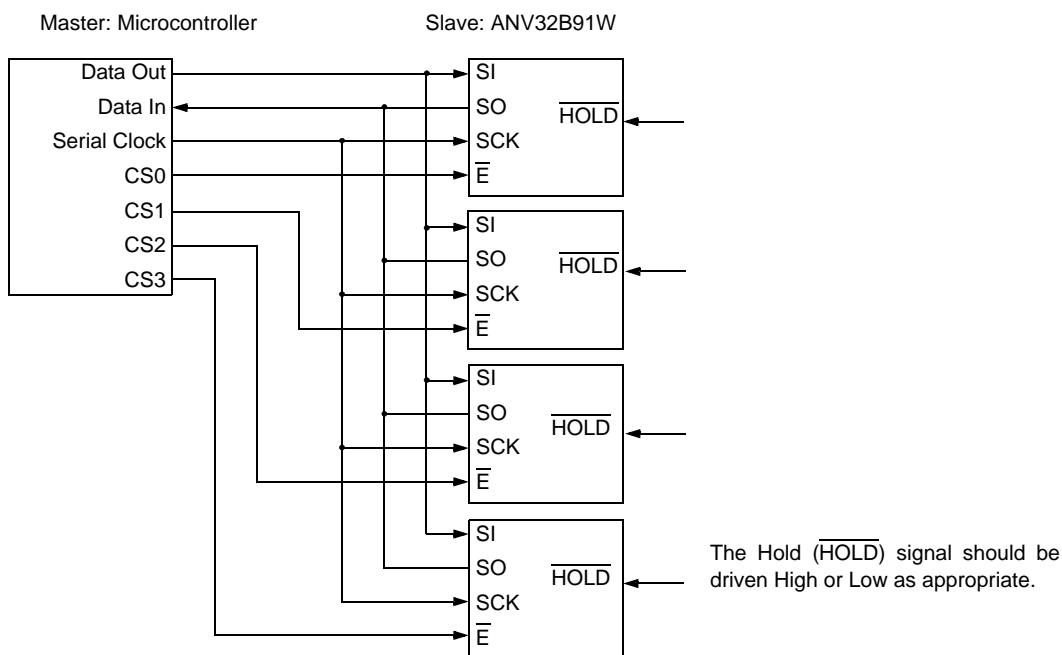 Master: Microcontroller
Slave: ANV32B91W
Data Out
Data In
Serial Clock
CS0
CS1
CS2
CS3
SI
SO
SCK
E
HOLD
SI
SO
SCK
E
HOLD
SI
SO
SCK
E
HOLD
SI
SO
SCK
E
HOLD
The Hold (HOLD) signal should be
driven High or Low as appropriate.